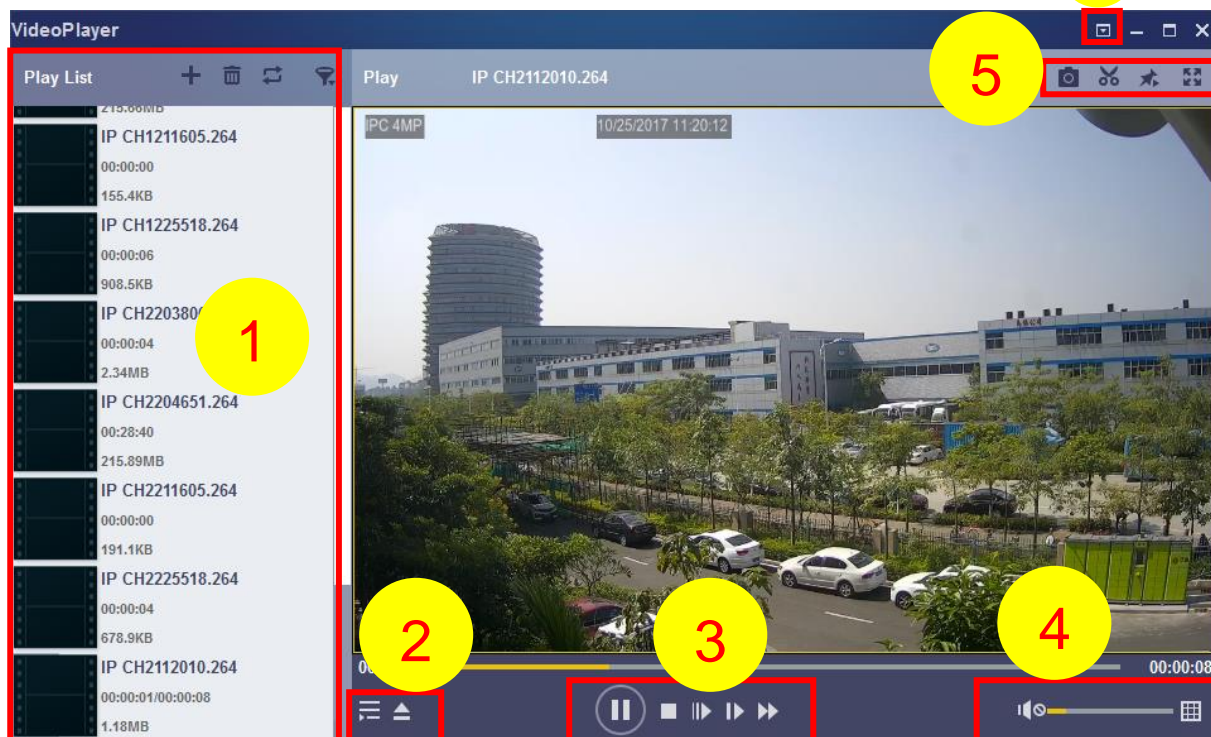 VideoPlayer
Play List
Play IP CH2112010.264
5
215.66MB
IP CH1211605.264
00:00:00
155.4KB
IP CH1225518.264
00:00:06
908.5KB
IP CH220380
00:00:04
2.34MB
IP CH2204651.264
00:28:40
215.89MB
IP CH2211605.264
00:00:00
191.1KB
IP CH2225518.264
00:00:04
678.9KB
IP CH2112010.264
00:00:01/00:00:08
1.18MB
1
IPC 4MP 10/25/2017 11:20:12
2
3
4
00:00:08